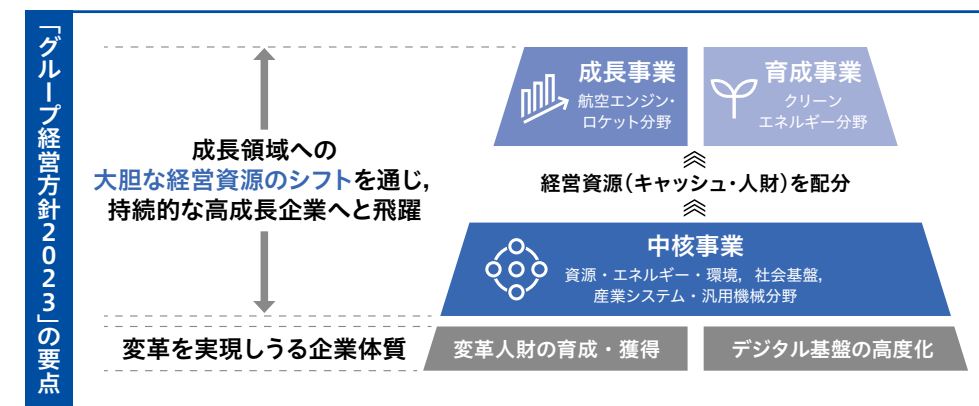 「グループ経営方針2023」の要点
成長領域への
大胆な経営資源のシフトを通じ，
持続的な高成長企業へと飛躍
成長事業
航空エンジン・
ロケット分野
育成事業
クリーン
エネルギー分野
経営資源（キャッシュ・人財）を配分
中核事業
資源・エネルギー・環境，社会基盤，
産業システム・汎用機械分野
変革を実現しうる企業体質
変革人財の育成・獲得
デジタル基盤の高度化